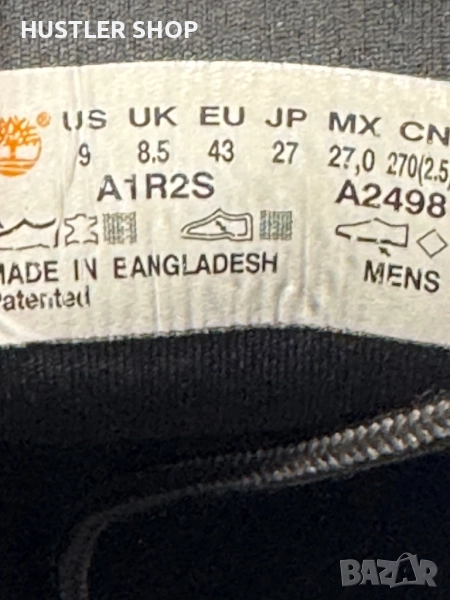 HUSTLER SHOP
US UK EU JP MX CN
9 8.5 43 27 27,0 270(2.5)
A1R2S A2498
MADE IN BANGLADESH MENS
Patented
BAZAR